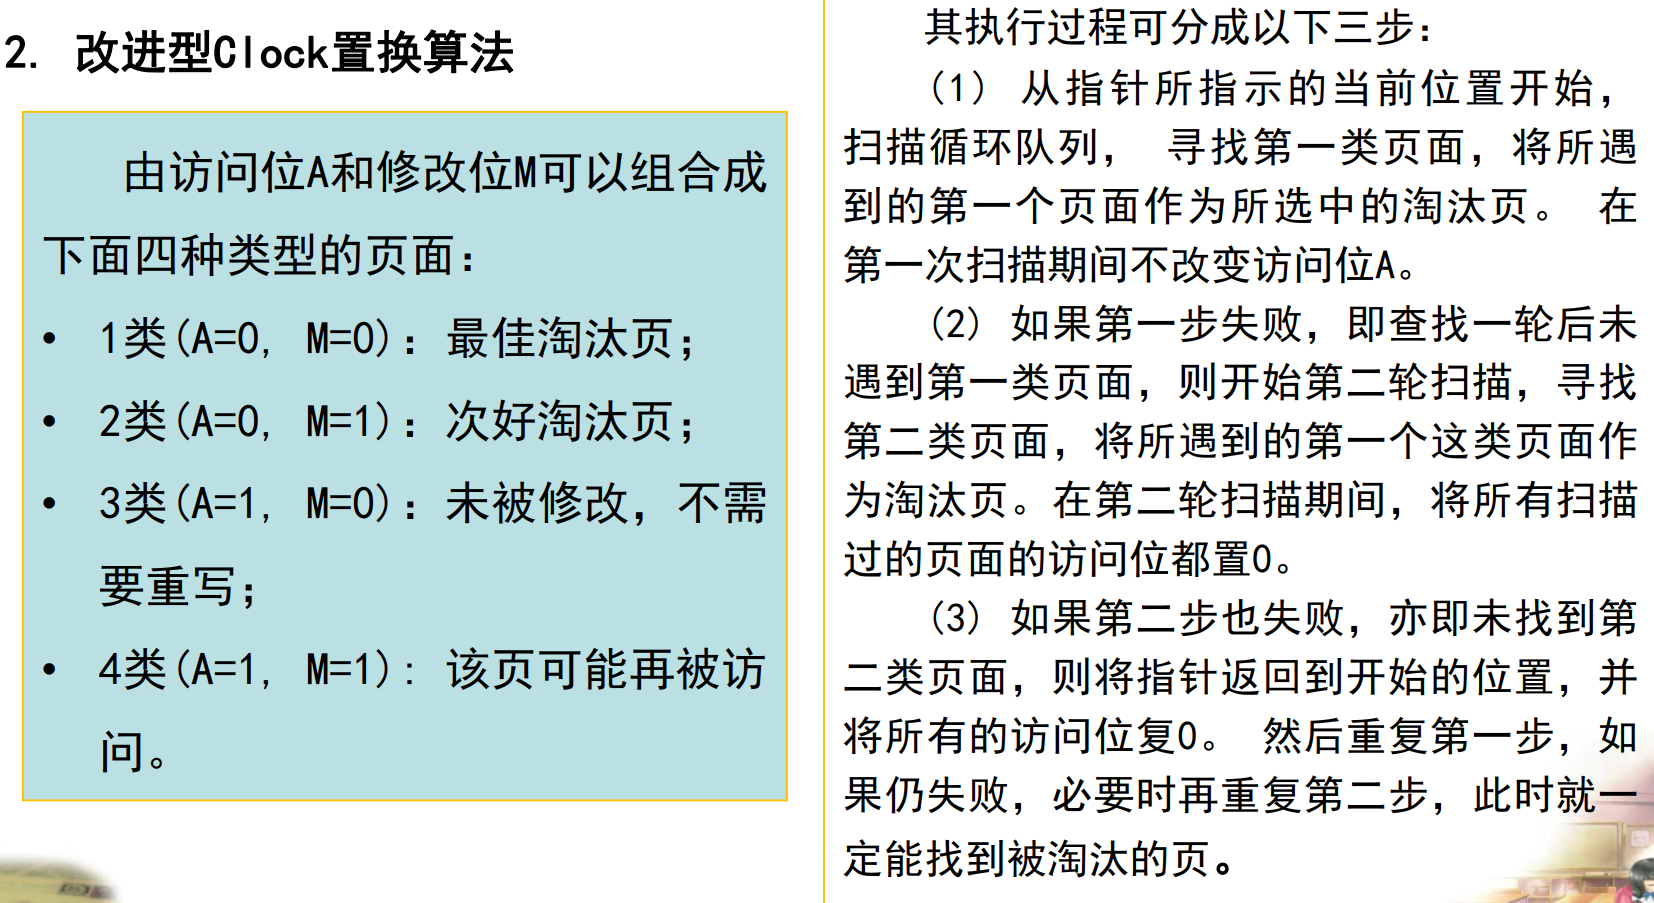 2. 改进型Clock置换算法
由访问位A和修改位M可以组合成
下面四种类型的页面：
• 1类(A=0, M=0)：最佳淘汰页；
• 2类(A=0, M=1)：次好淘汰页；
• 3类(A=1, M=0)：未被修改，不需
要重写；
• 4类(A=1, M=1): 该页可能再被访
问。
其执行过程可分成以下三步：
(1) 从指针所指示的当前位置开始，
扫描循环队列， 寻找第一类页面，将所遇
到的第一个页面作为所选中的淘汰页。 在
第一次扫描期间不改变访问位A。
(2) 如果第一步失败，即查找一轮后未
遇到第一类页面，则开始第二轮扫描，寻找
第二类页面，将所遇到的第一个这类页面作
为淘汰页。在第二轮扫描期间，将所有扫描
过的页面的访问位都置0。
(3) 如果第二步也失败，亦即未找到第
二类页面，则将指针返回到开始的位置，并
将所有的访问位复0。 然后重复第一步，如
果仍失败，必要时再重复第二步，此时就一
定能找到被淘汰的页。